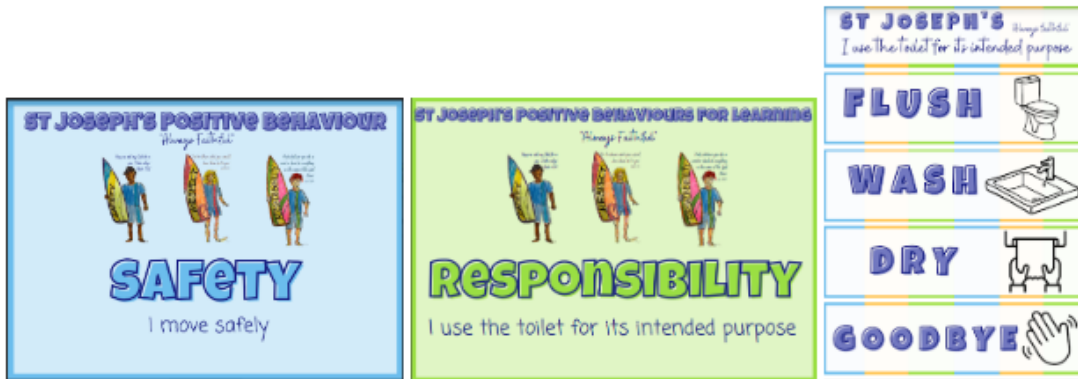 ST JOSEPH'S POSITIVE BEHAVIOUR
"Always Faithful"
SAFETY
I move safely
ST JOSEPH'S POSITIVE BEHAVIOURS FOR LEARNING
"Always Faithful"
RESPONSIBILITY
I use the toilet for its intended purpose
ST JOSEPH'S Always Faithful
I use the toilet for its intended purpose
FLUSH
WASH
DRY
GOODBYE